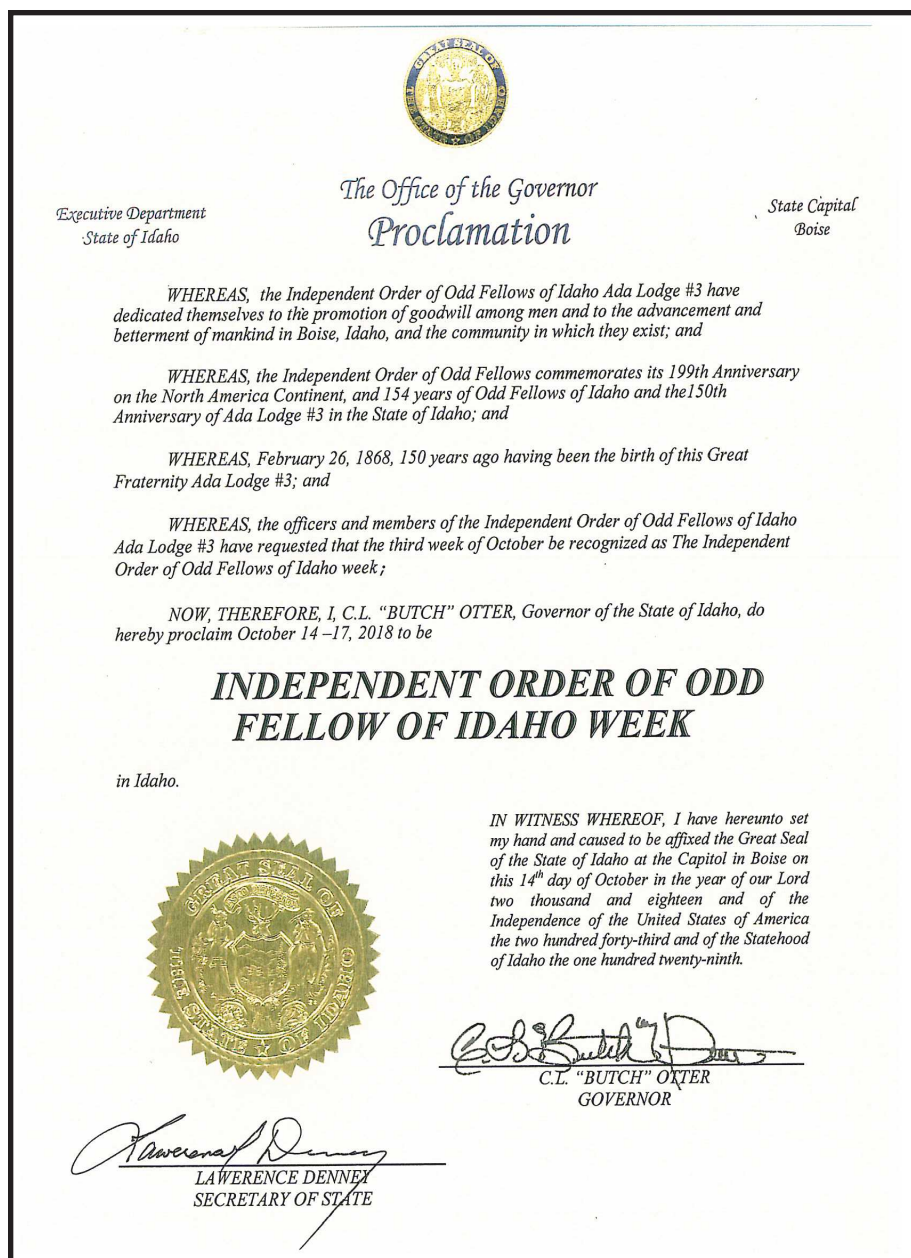 GREAT SEAL OF
THE STATE ★ OF IDAHO
The Office of the Governor
Proclamation
Executive Department
State of Idaho
State Capital
Boise
WHEREAS, the Independent Order of Odd Fellows of Idaho Ada Lodge #3 have
dedicated themselves to the promotion of goodwill among men and to the advancement and
betterment of mankind in Boise, Idaho, and the community in which they exist; and
WHEREAS, the Independent Order of Odd Fellows commemorates its 199th Anniversary
on the North America Continent, and 154 years of Odd Fellows of Idaho and the150th
Anniversary of Ada Lodge #3 in the State of Idaho; and
WHEREAS, February 26, 1868, 150 years ago having been the birth of this Great
Fraternity Ada Lodge #3; and
WHEREAS, the officers and members of the Independent Order of Odd Fellows of Idaho
Ada Lodge #3 have requested that the third week of October be recognized as The Independent
Order of Odd Fellows of Idaho week;
NOW, THEREFORE, I, C.L. “BUTCH” OTTER, Governor of the State of Idaho, do
hereby proclaim October 14 –17, 2018 to be
INDEPENDENT ORDER OF ODD
FELLOW OF IDAHO WEEK
in Idaho.
IN WITNESS WHEREOF, I have hereunto set
my hand and caused to be affixed the Great Seal
of the State of Idaho at the Capitol in Boise on
this 14th day of October in the year of our Lord
two thousand and eighteen and of the
Independence of the United States of America
the two hundred forty-third and of the Statehood
of Idaho the one hundred twenty-ninth.
GREAT SEAL OF
THE STATE ★ OF IDAHO
C.L. “BUTCH” OTTER
GOVERNOR
LAWERENCE DENNEY
SECRETARY OF STATE